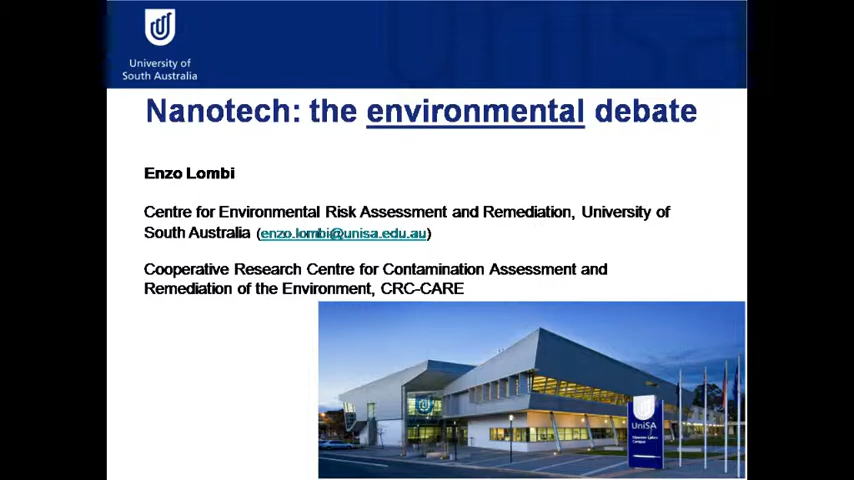 University of
South Australia
Nanotech: the environmental debate
Enzo Lombi
Centre for Environmental Risk Assessment and Remediation, University of
South Australia (enzo.lombi@unisa.edu.au)
Cooperative Research Centre for Contamination Assessment and
Remediation of the Environment, CRC-CARE
UniSA